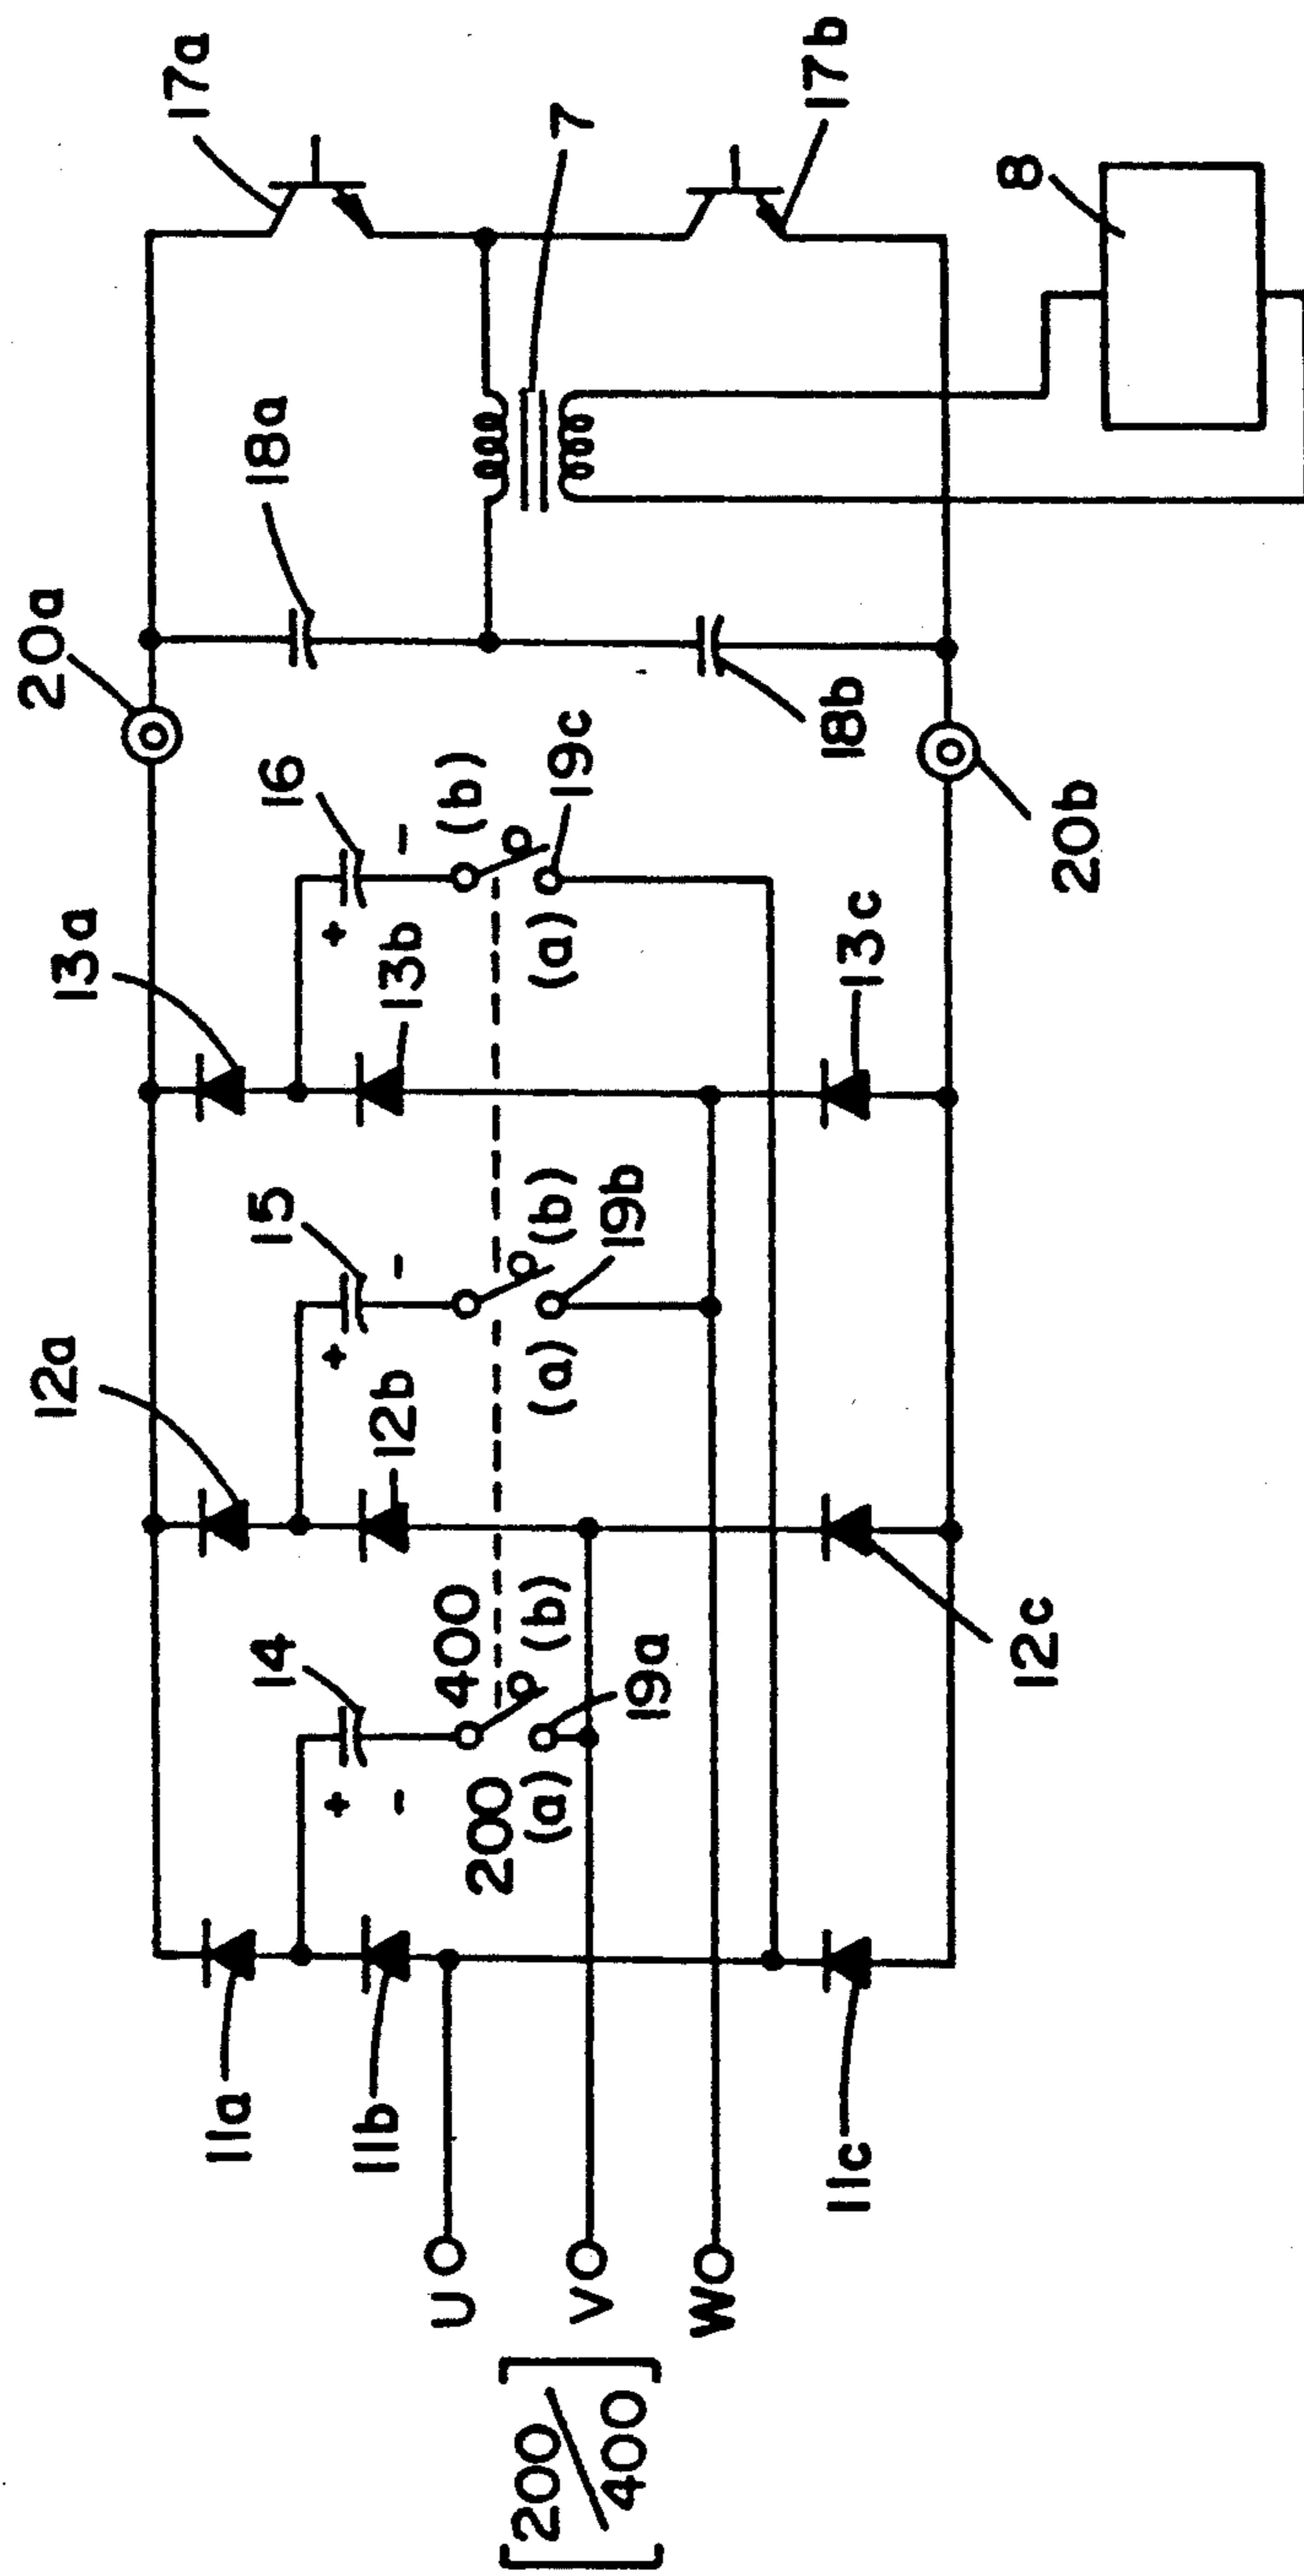 17a
7
17b
8
18a
18b
20a
20b
16
+
-
(b)
(a)
19c
13a
13b
13c
15
+
-
(b)
(a)
19b
12a
12b
12c
14
+
-
400
(b)
200
(a)
19a
11a
11b
11c
U
V
W
[200/400]